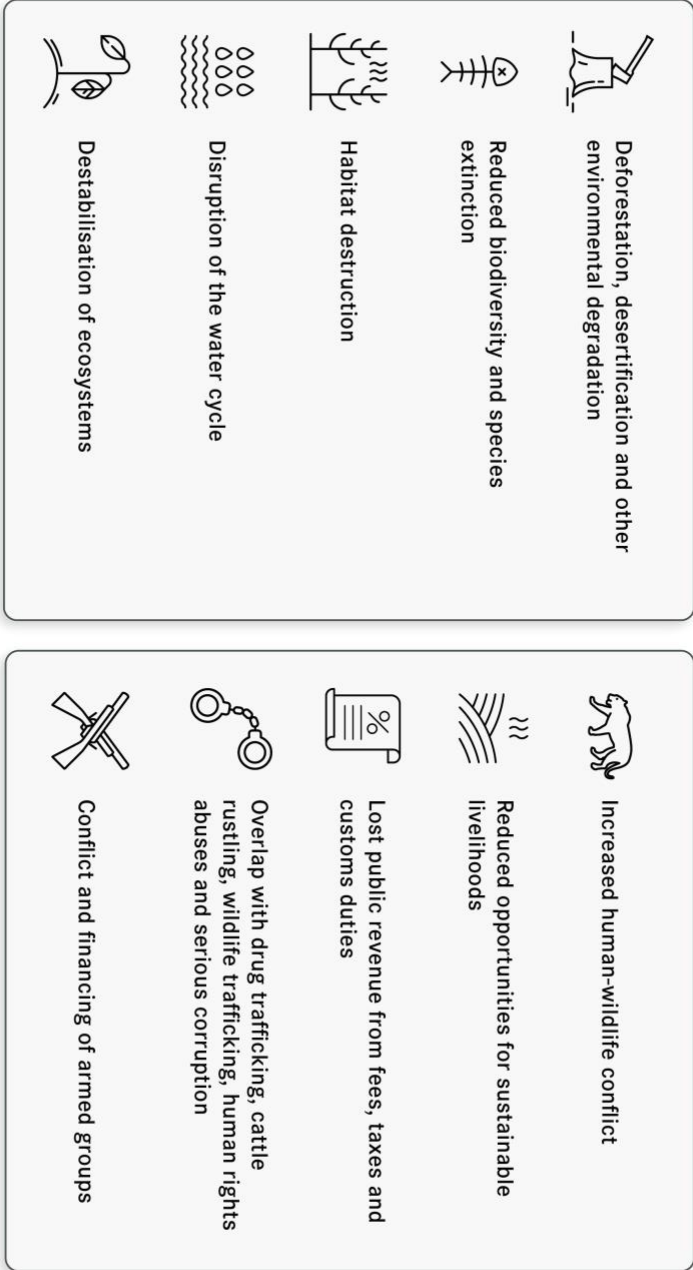 Deforestation, desertification and other
environmental degradation
Reduced biodiversity and species
extinction
Habitat destruction
Disruption of the water cycle
Destabilisation of ecosystems
Increased human-wildlife conflict
Reduced opportunities for sustainable
livelihoods
Lost public revenue from fees, taxes and
customs duties
Overlap with drug trafficking, cattle
rustling, wildlife trafficking, human rights
abuses and serious corruption
Conflict and financing of armed groups